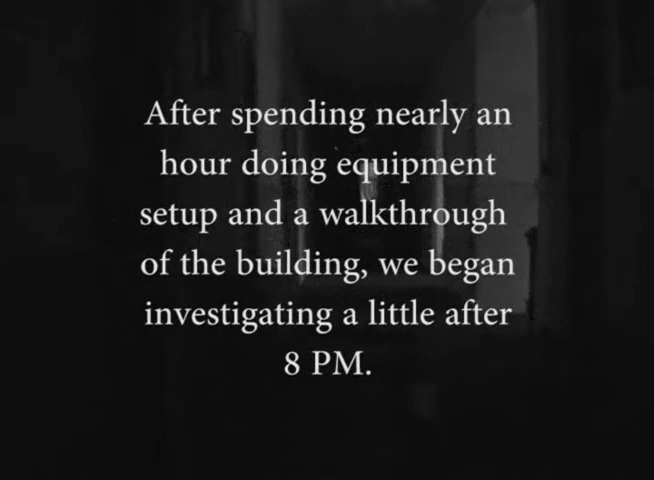 After spending nearly an
hour doing equipment
setup and a walkthrough
of the building, we began
investigating a little after
8 PM.